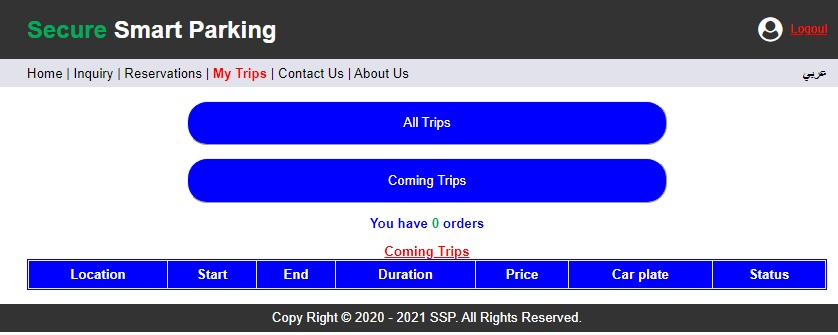 Secure Smart Parking
Logout
Home | Inquiry | Reservations | My Trips | Contact Us | About Us
عربي
All Trips
Coming Trips
You have 0 orders
Coming Trips
Location Start End Duration Price Car plate Status
Copy Right © 2020 - 2021 SSP. All Rights Reserved.